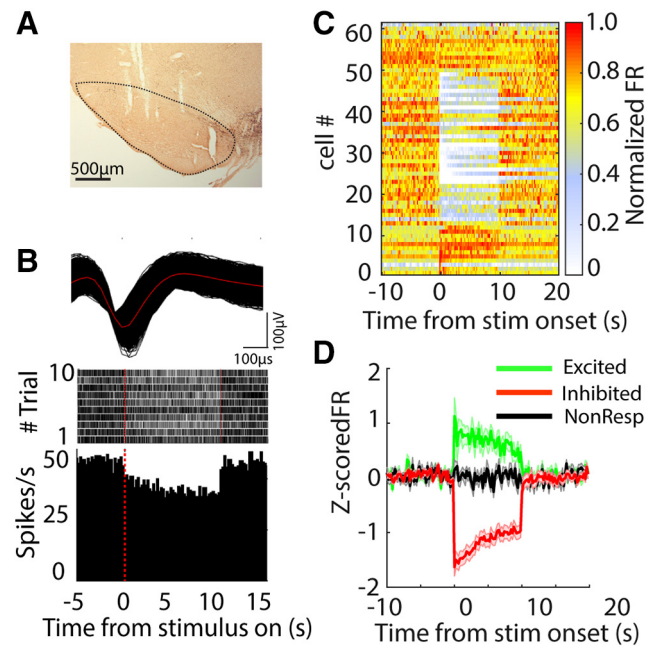 A
500μm
B
100μV
100μs
10
# Trial
1
50
Spikes/s
25
0
-5 0 5 10 15
Time from stimulus on (s)
C
60
50
40
cell #
30
20
10
0
-10 0 10 20
Time from stim onset (s)
1.0
0.8
0.6
0.4
0.2
0
Normalized FR
D
Excited
Inhibited
NonResp
2
1
Z-scoredFR
0
-1
-2
-10 0 10 20
Time from stim onset (s)